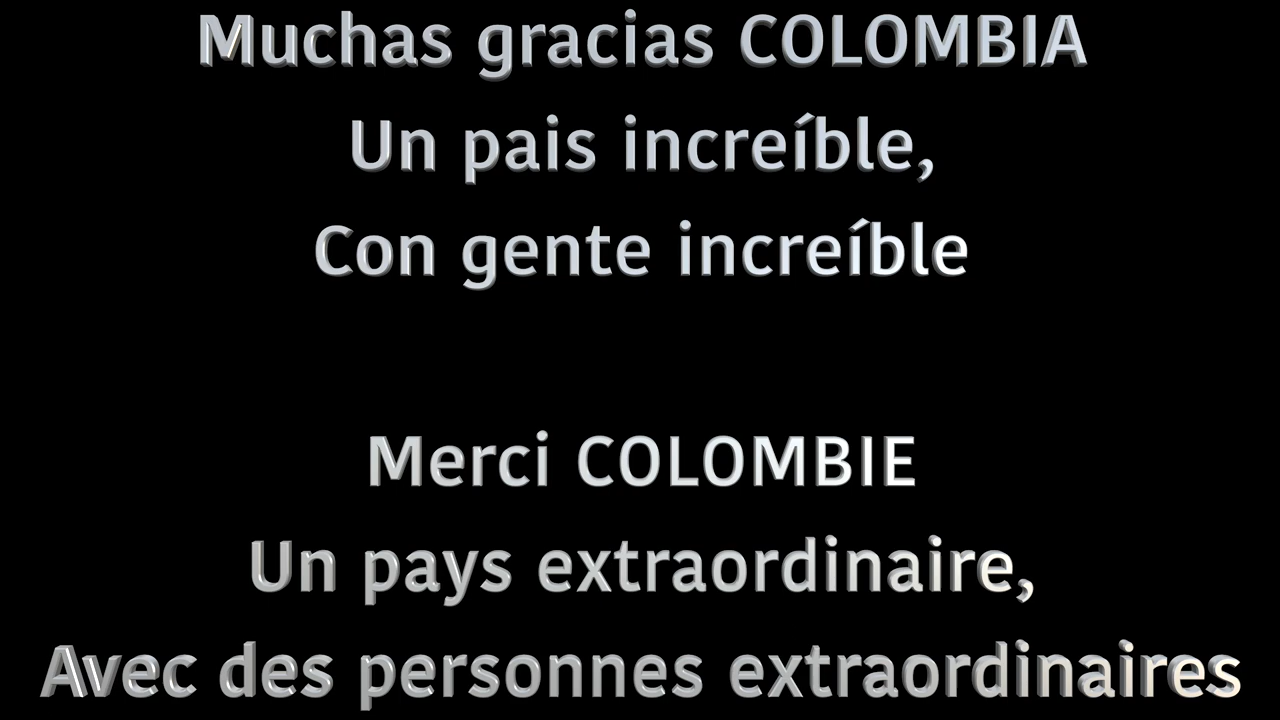 Muchas gracias COLOMBIA
Un pais increíble,
Con gente increíble
Merci COLOMBIE
Un pays extraordinaire,
Avec des personnes extraordinaires